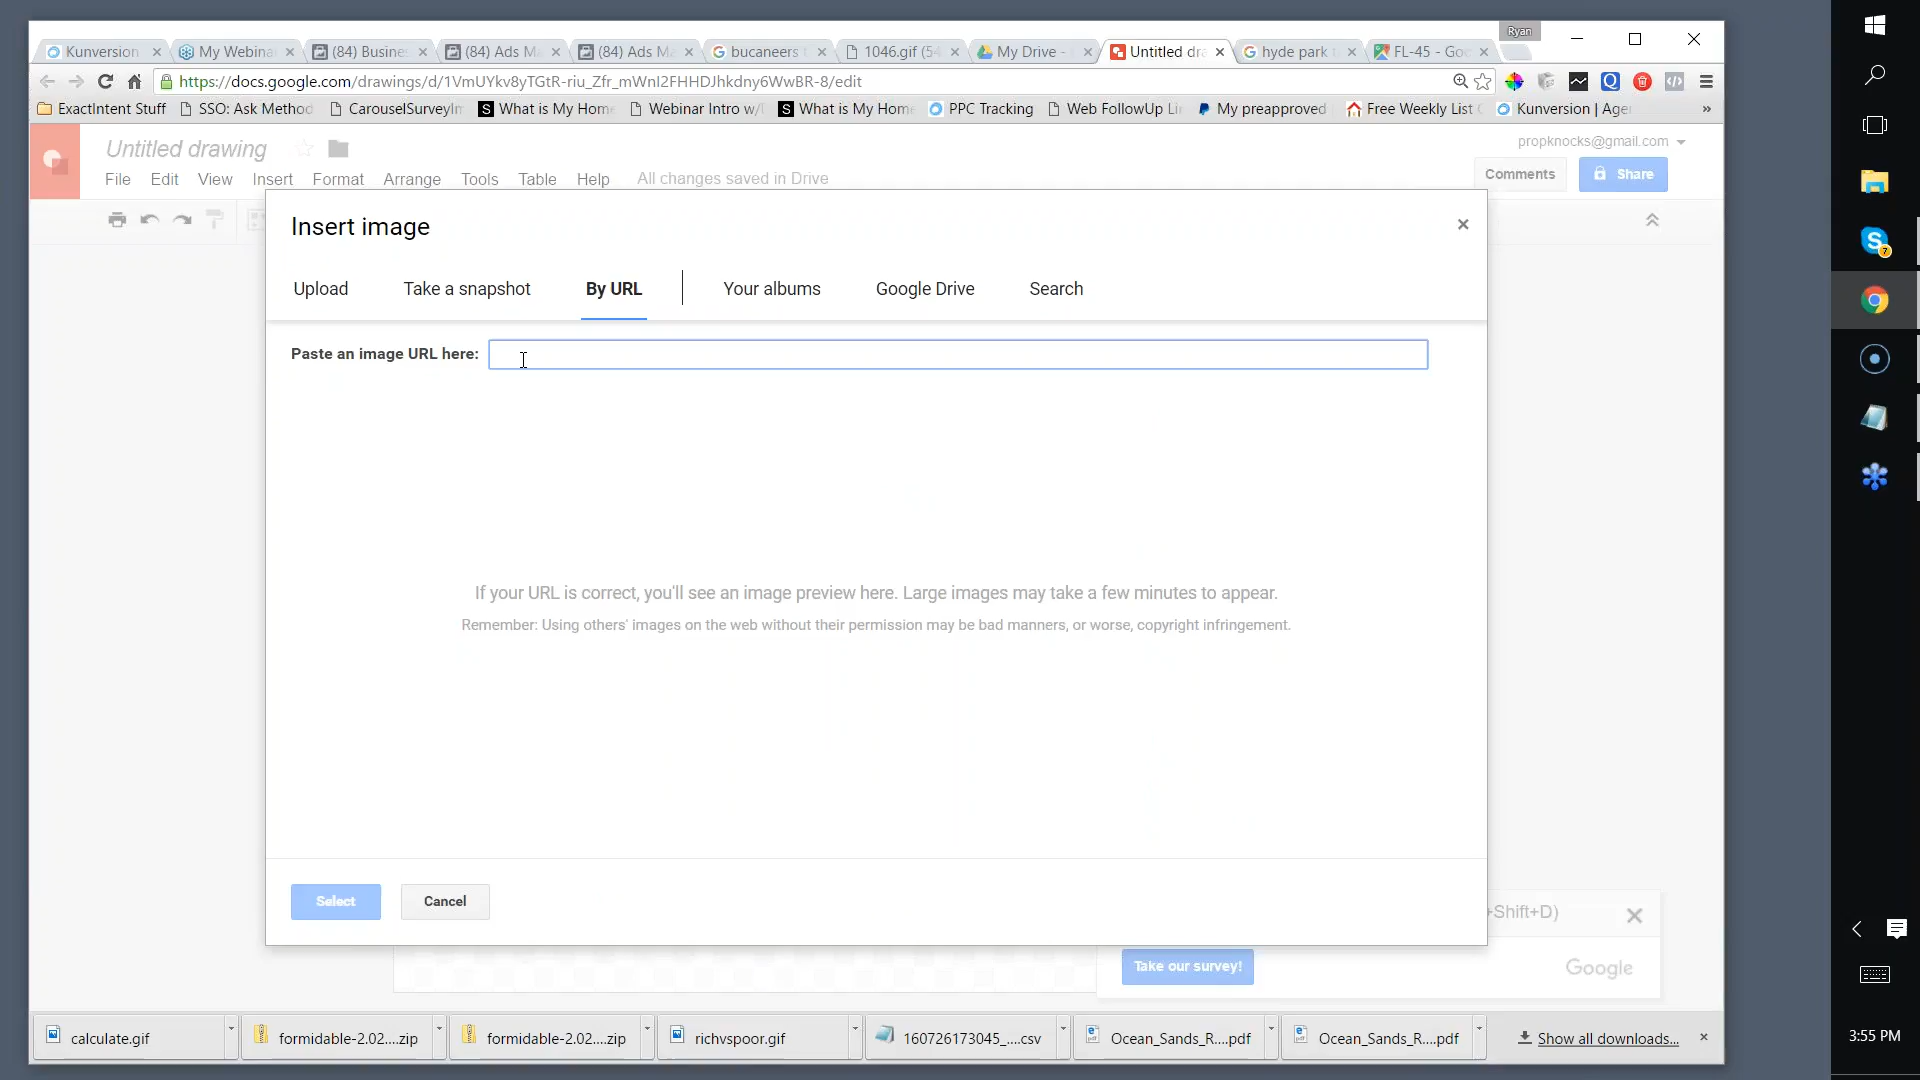 Ryan
Kunversion
My Webina
(84) Busine
(84) Ads M
(84) Ads Ma
bucaneers
1046.gif (54
My Drive -
Untitled dra
hyde park
FL-45 - Goo
https://docs.google.com/drawings/d/1VmUYkv8yTGtR-riu_Zfr_mWnI2FHHDJhkdny6WwBR-8/edit
ExactIntent Stuff
SSO: Ask Method
CarouselSurveyIm
What is My Home
Webinar Intro w/
What is My Home
PPC Tracking
Web FollowUp Li
My preapproved
Free Weekly List
Kunversion | Age
»
Untitled drawing
propknocks@gmail.com
File Edit View Insert Format Arrange Tools Table Help All changes saved in Drive
Comments
Share
Insert image
Upload
Take a snapshot
By URL
Your albums
Google Drive
Search
Paste an image URL here:
If your URL is correct, you'll see an image preview here. Large images may take a few minutes to appear.
Remember: Using others' images on the web without their permission may be bad manners, or worse, copyright infringement.
Select
Cancel
+Shift+D)
Take our survey!
Google
calculate.gif
formidable-2.02....zip
formidable-2.02....zip
richvspoor.gif
160726173045_....csv
Ocean_Sands_R....pdf
Ocean_Sands_R....pdf
Show all downloads...
7
3:55 PM